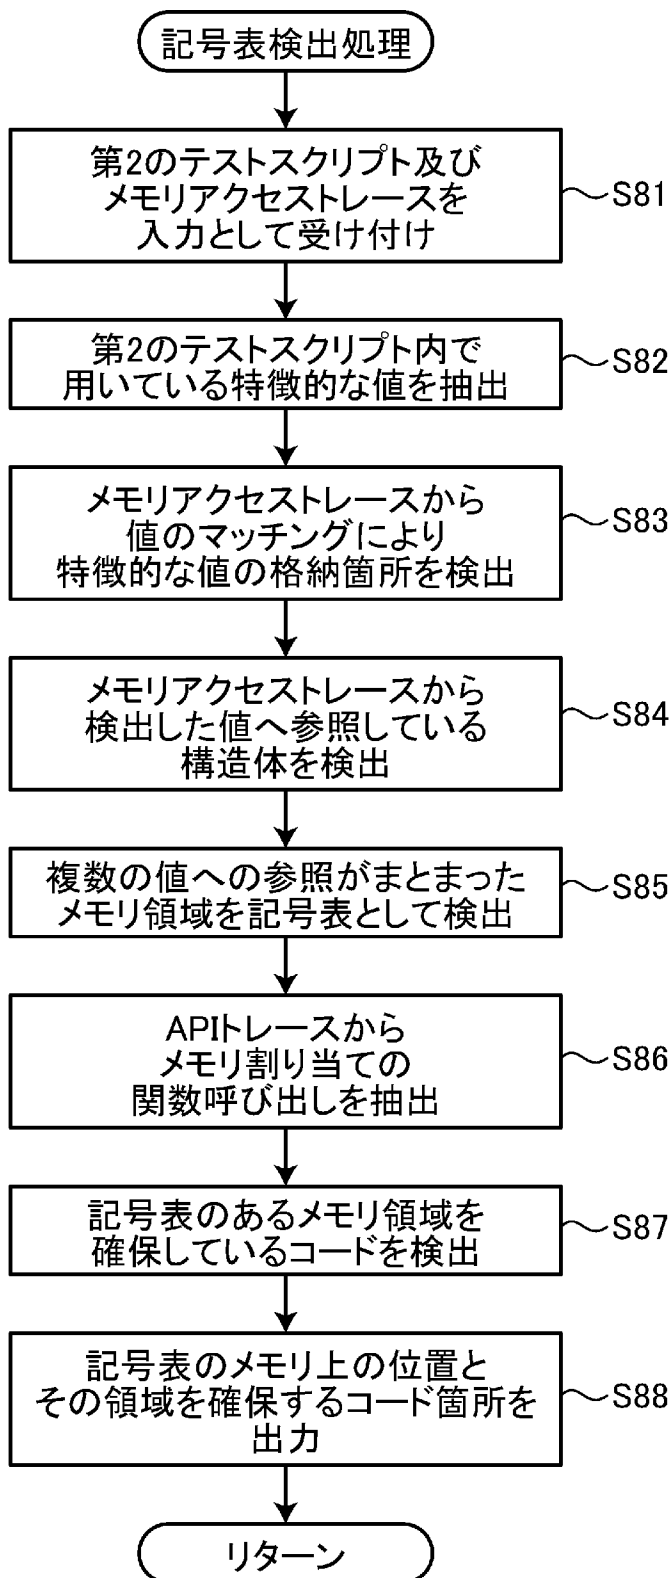 記号表検出処理
第2のテストスクリプト及び
メモリアクセストレースを
入力として受け付け
S81
第2のテストスクリプト内で
用いている特徴的な値を抽出
S82
メモリアクセストレースから
値のマッチングにより
特徴的な値の格納箇所を検出
S83
メモリアクセストレースから
検出した値へ参照している
構造体を検出
S84
複数の値への参照がまとまった
メモリ領域を記号表として検出
S85
APIトレースから
メモリ割り当ての
関数呼び出しを抽出
S86
記号表のあるメモリ領域を
確保しているコードを検出
S87
記号表のメモリ上の位置と
その領域を確保するコード箇所を
出力
S88
リターン